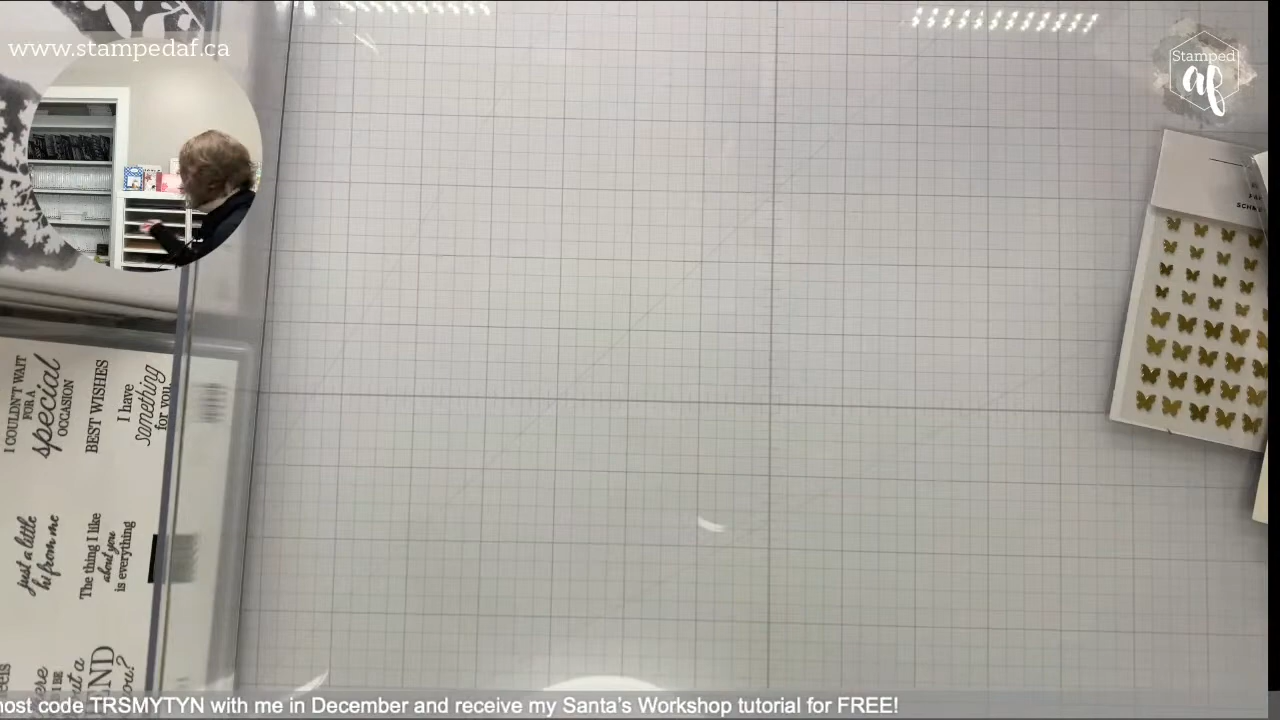 www.stampedaf.ca
Stamped
af
I COULDN'T WAIT
FOR A
special
OCCASION
BEST WISHES
I have
something
for you
just a little
hi from me
The thing I like
about you
is everything
host code TRSMYTYN with me in December and receive my Santa's Workshop tutorial for FREE!